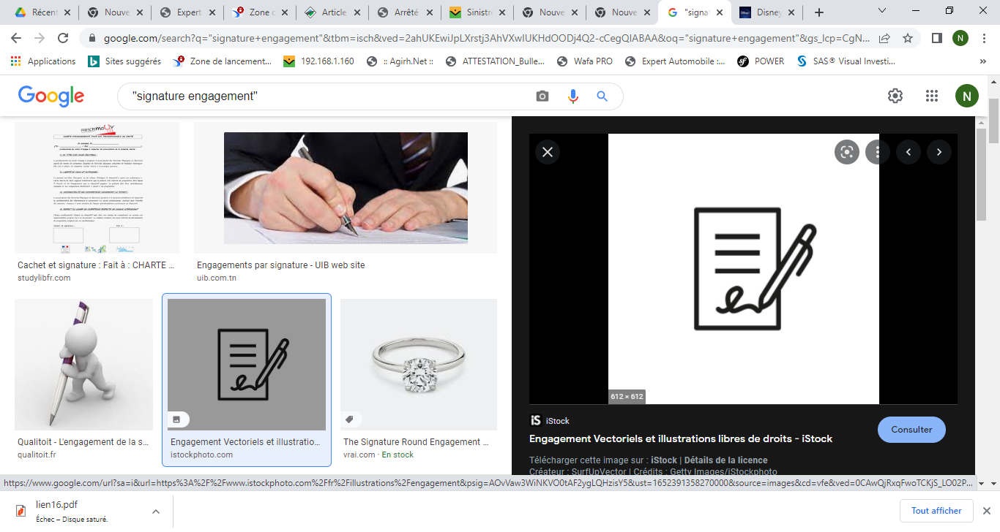 Récent
Nouve
Expert
Zone d
Article
Arrêté
Sinistre
Nouve
Nouve
"signat
Disney
google.com/search?q="signature+engagement"&tbm=isch&ved=2ahUKEwiJpLXrstj3AhVXwIUKHdOODj4Q2-cCegQIABAA&oq="signature+engagement"&gs_lcp=CgN...
N
Applications
Sites suggérés
Zone de lancement...
192.168.1.160
:: Agirh.Net ::
ATTESTATION_Bulle...
Wafa PRO
Expert Automobile :...
POWER
SAS® Visual Investi...
»
Google
"signature engagement"
N
Cachet et signature : Fait à : CHARTE ...
studylibfr.com
Engagements par signature - UIB web site
uib.com.tn
612 × 612
iS iStock
Consulter
Engagement Vectoriels et illustrations libres de droits - iStock
Télécharger cette image sur : iStock | Détails de la licence
Créateur : SurfUpVector | Crédits : Getty Images/iStockphoto
Qualitoit - L'engagement de la s...
qualitoit.fr
Engagement Vectoriels et illustratio...
istockphoto.com
The Signature Round Engagement ...
vrai.com · En stock
https://www.google.com/url?sa=i&url=https%3A%2F%2Fwww.istockphoto.com%2Ffr%2Fillustrations%2Fengagement&psig=AOvVaw3WiNKVO0tAF2ygLQHzisY5&ust=1652391358270000&source=images&cd=vfe&ved=0CAwQjRxqFwoTCKjS_LO02P...
lien16.pdf
Échec – Disque saturé.
Tout afficher